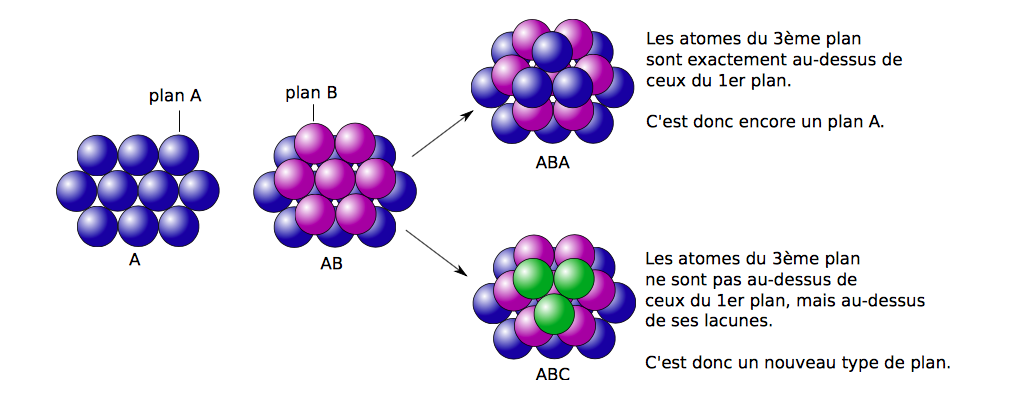 plan A
A
plan B
AB
ABA
Les atomes du 3ème plan
sont exactement au-dessus de
ceux du 1er plan.
C'est donc encore un plan A.
ABC
Les atomes du 3ème plan
ne sont pas au-dessus de
ceux du 1er plan, mais au-dessus
de ses lacunes.
C'est donc un nouveau type de plan.